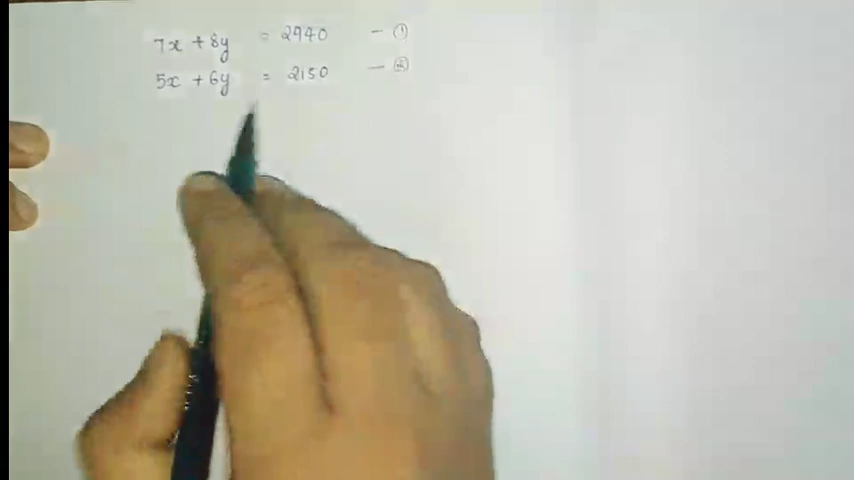 7x + 8y = 2940 - ①
5x + 6y = 2150 - ②